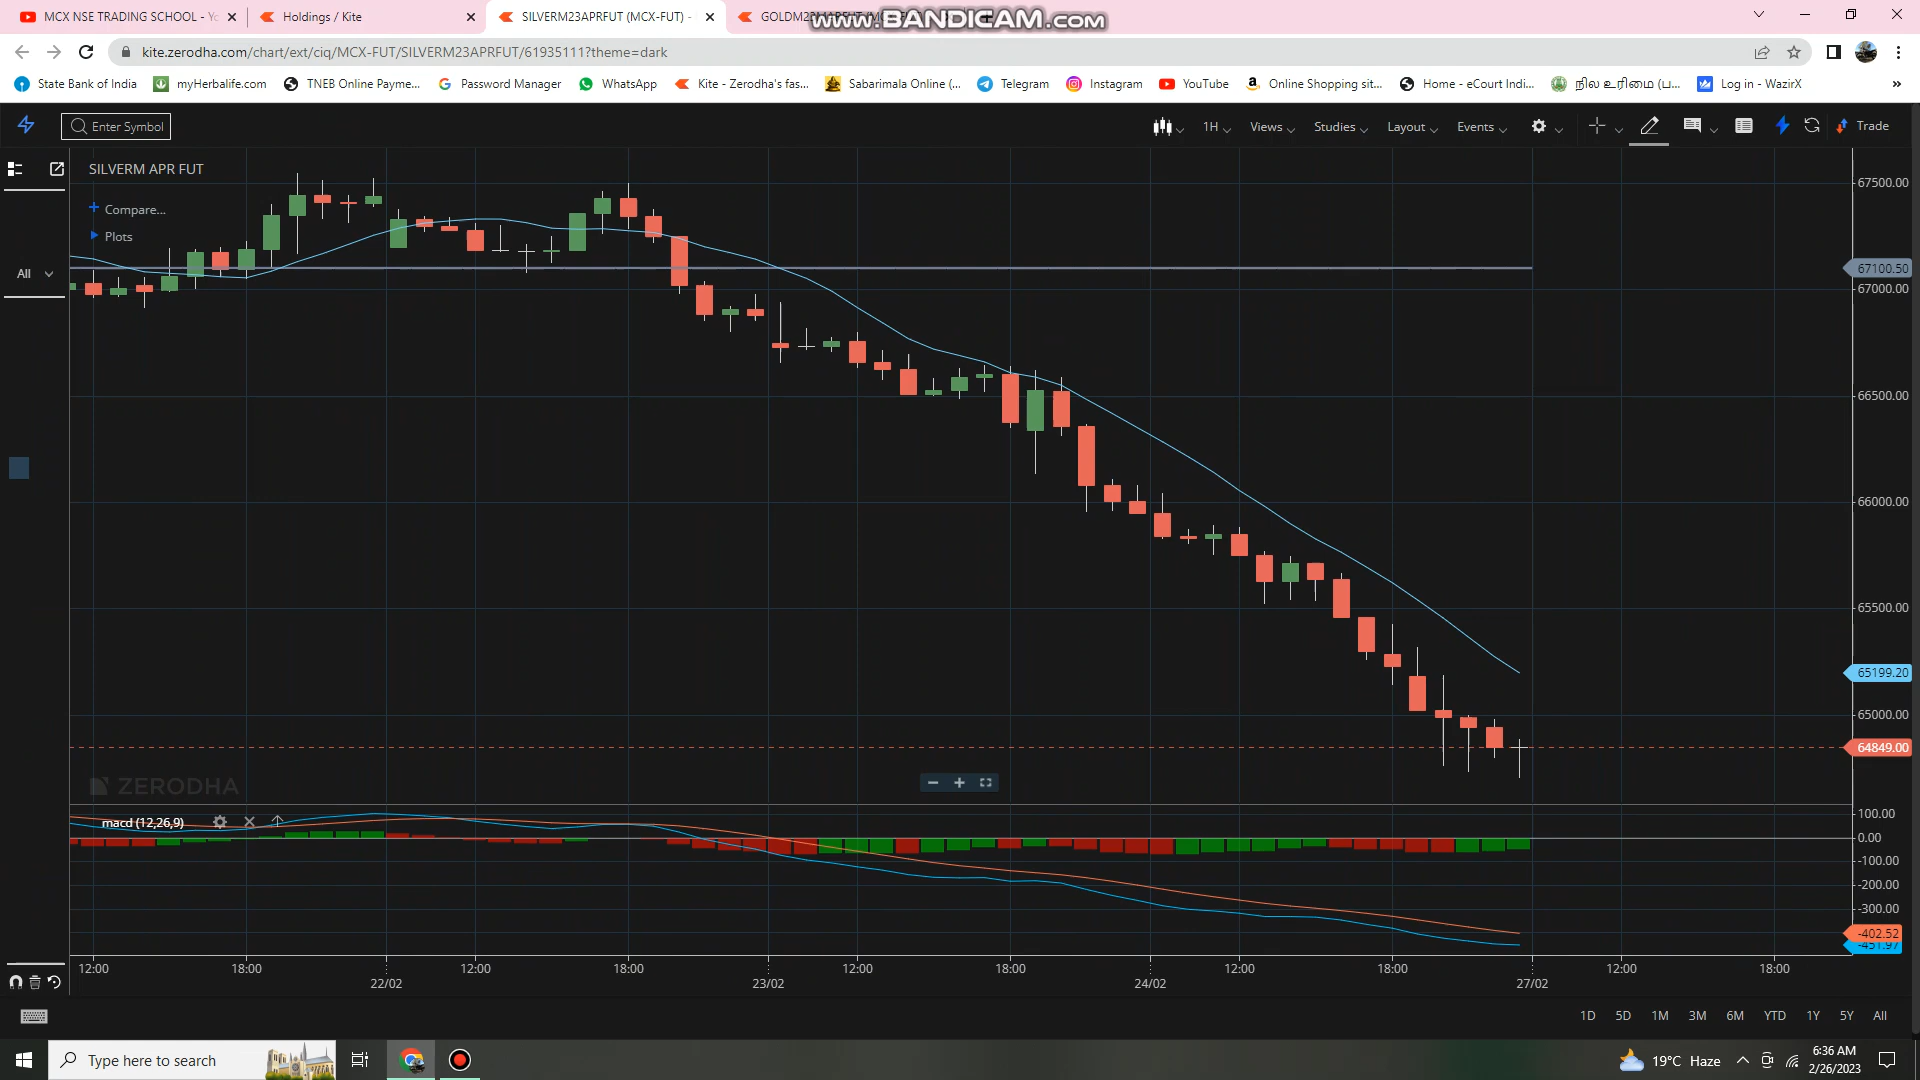 MCX NSE TRADING SCHOOL - Yo
Holdings / Kite
SILVERM23APRFUT (MCX-FUT) -
www.BANDICAM.com
kite.zerodha.com/chart/ext/ciq/MCX-FUT/SILVERM23APRFUT/61935111?theme=dark
State Bank of India
myHerbalife.com
TNEB Online Payme...
Password Manager
WhatsApp
Kite - Zerodha's fas...
Sabarimala Online (...
Telegram
Instagram
YouTube
Online Shopping sit...
Home - eCourt Indi...
நில உரிமை (ப...
Log in - WazirX
»
Enter Symbol
1H
Views
Studies
Layout
Events
Trade
SILVERM APR FUT
Compare...
Plots
All
67500.00
67100.50
67000.00
66500.00
66000.00
65500.00
65199.20
65000.00
64849.00
ZERODHA
macd (12,26,9)
100.00
0.00
-100.00
-200.00
-300.00
-402.52
-451.97
12:00
18:00
12:00
18:00
12:00
18:00
12:00
18:00
12:00
18:00
22/02
23/02
24/02
27/02
1D
5D
1M
3M
6M
YTD
1Y
5Y
All
Type here to search
19°C Haze
6:36 AM
2/26/2023